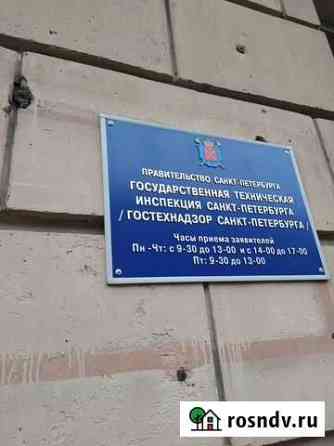 ПРАВИТЕЛЬСТВО САНКТ-ПЕТЕРБУРГА
ГОСУДАРСТВЕННАЯ ТЕХНИЧЕСКАЯ
ИНСПЕКЦИЯ САНКТ-ПЕТЕРБУРГА
/ ГОСТЕХНАДЗОР САНКТ-ПЕТЕРБУРГА /
Часы приема заявителей
Пн -Чт: с 9-30 до 13-00 и с 14-00 до 17-00
Пт: 9-30 до 13-00
rosndv.ru